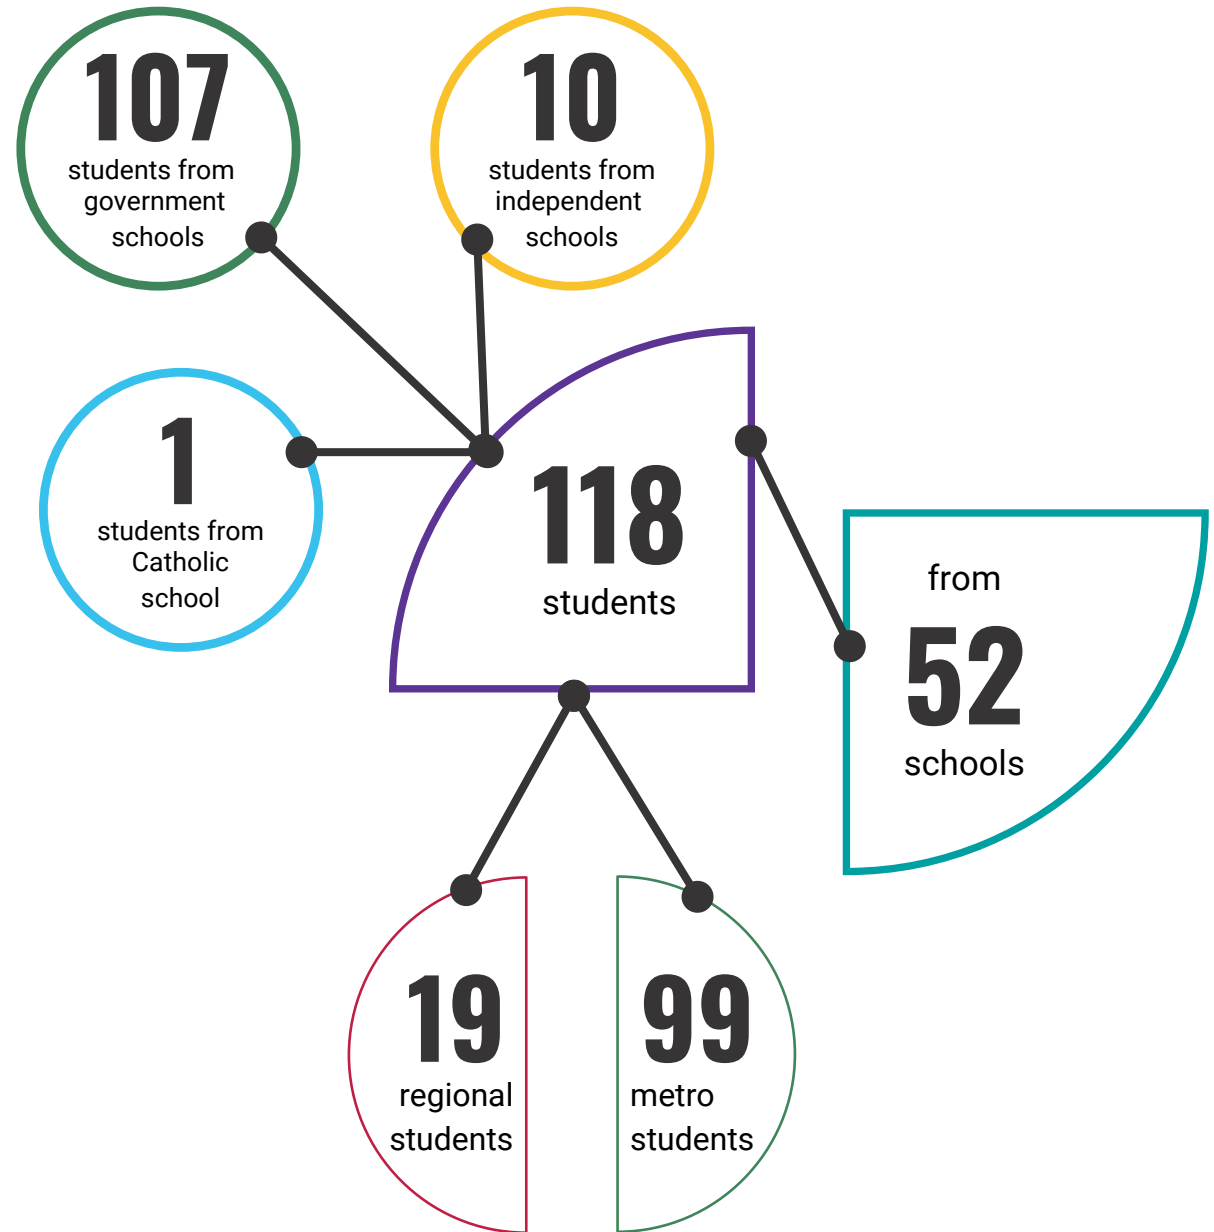 107
students from
government
schools
10
students from
independent
schools
1
students from
Catholic
school
118
students
from
52
schools
19
regional
students
99
metro
students